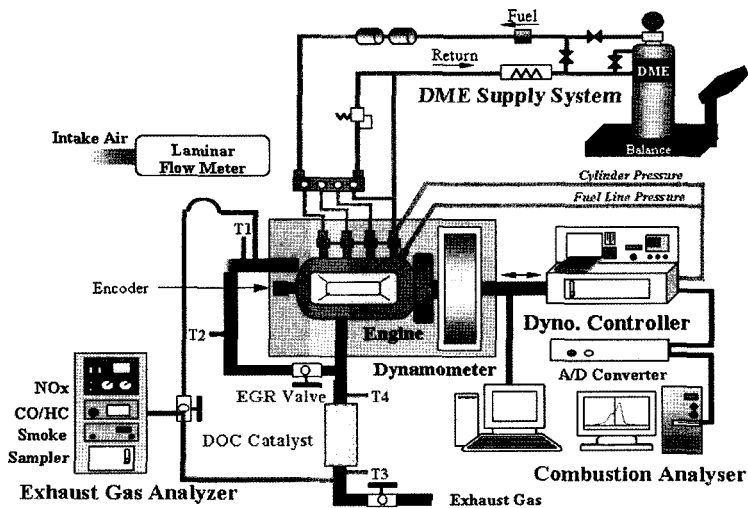 Fuel
Return
DME
DME Supply System
Balance
Intake Air
Laminar
Flow Meter
Cylinder Pressure
Fuel Line Pressure
T1
Encoder
T2
Engine
Dyno. Controller
Dynamometer
A/D Converter
EGR Valve
NOx
CO/HC
Smoke
Sampler
T4
DOC Catalyst
T3
Combustion Analyser
Exhaust Gas Analyzer
Exhaust Gas